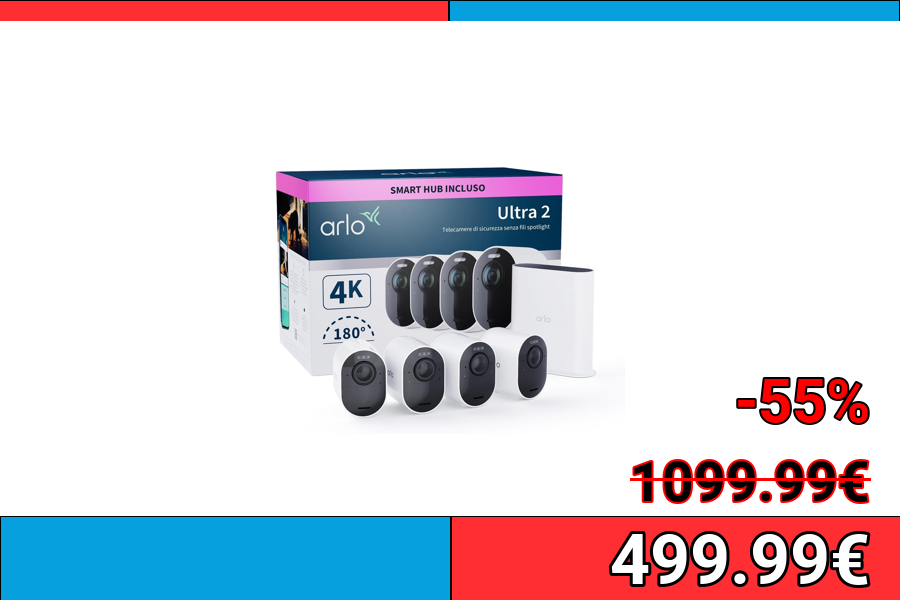 SMART HUB INCLUSO
arlo
Ultra 2
Telecamere di sicurezza senza fili spotlight
4K
180°
arlo
-55%
1099.99€
499.99€